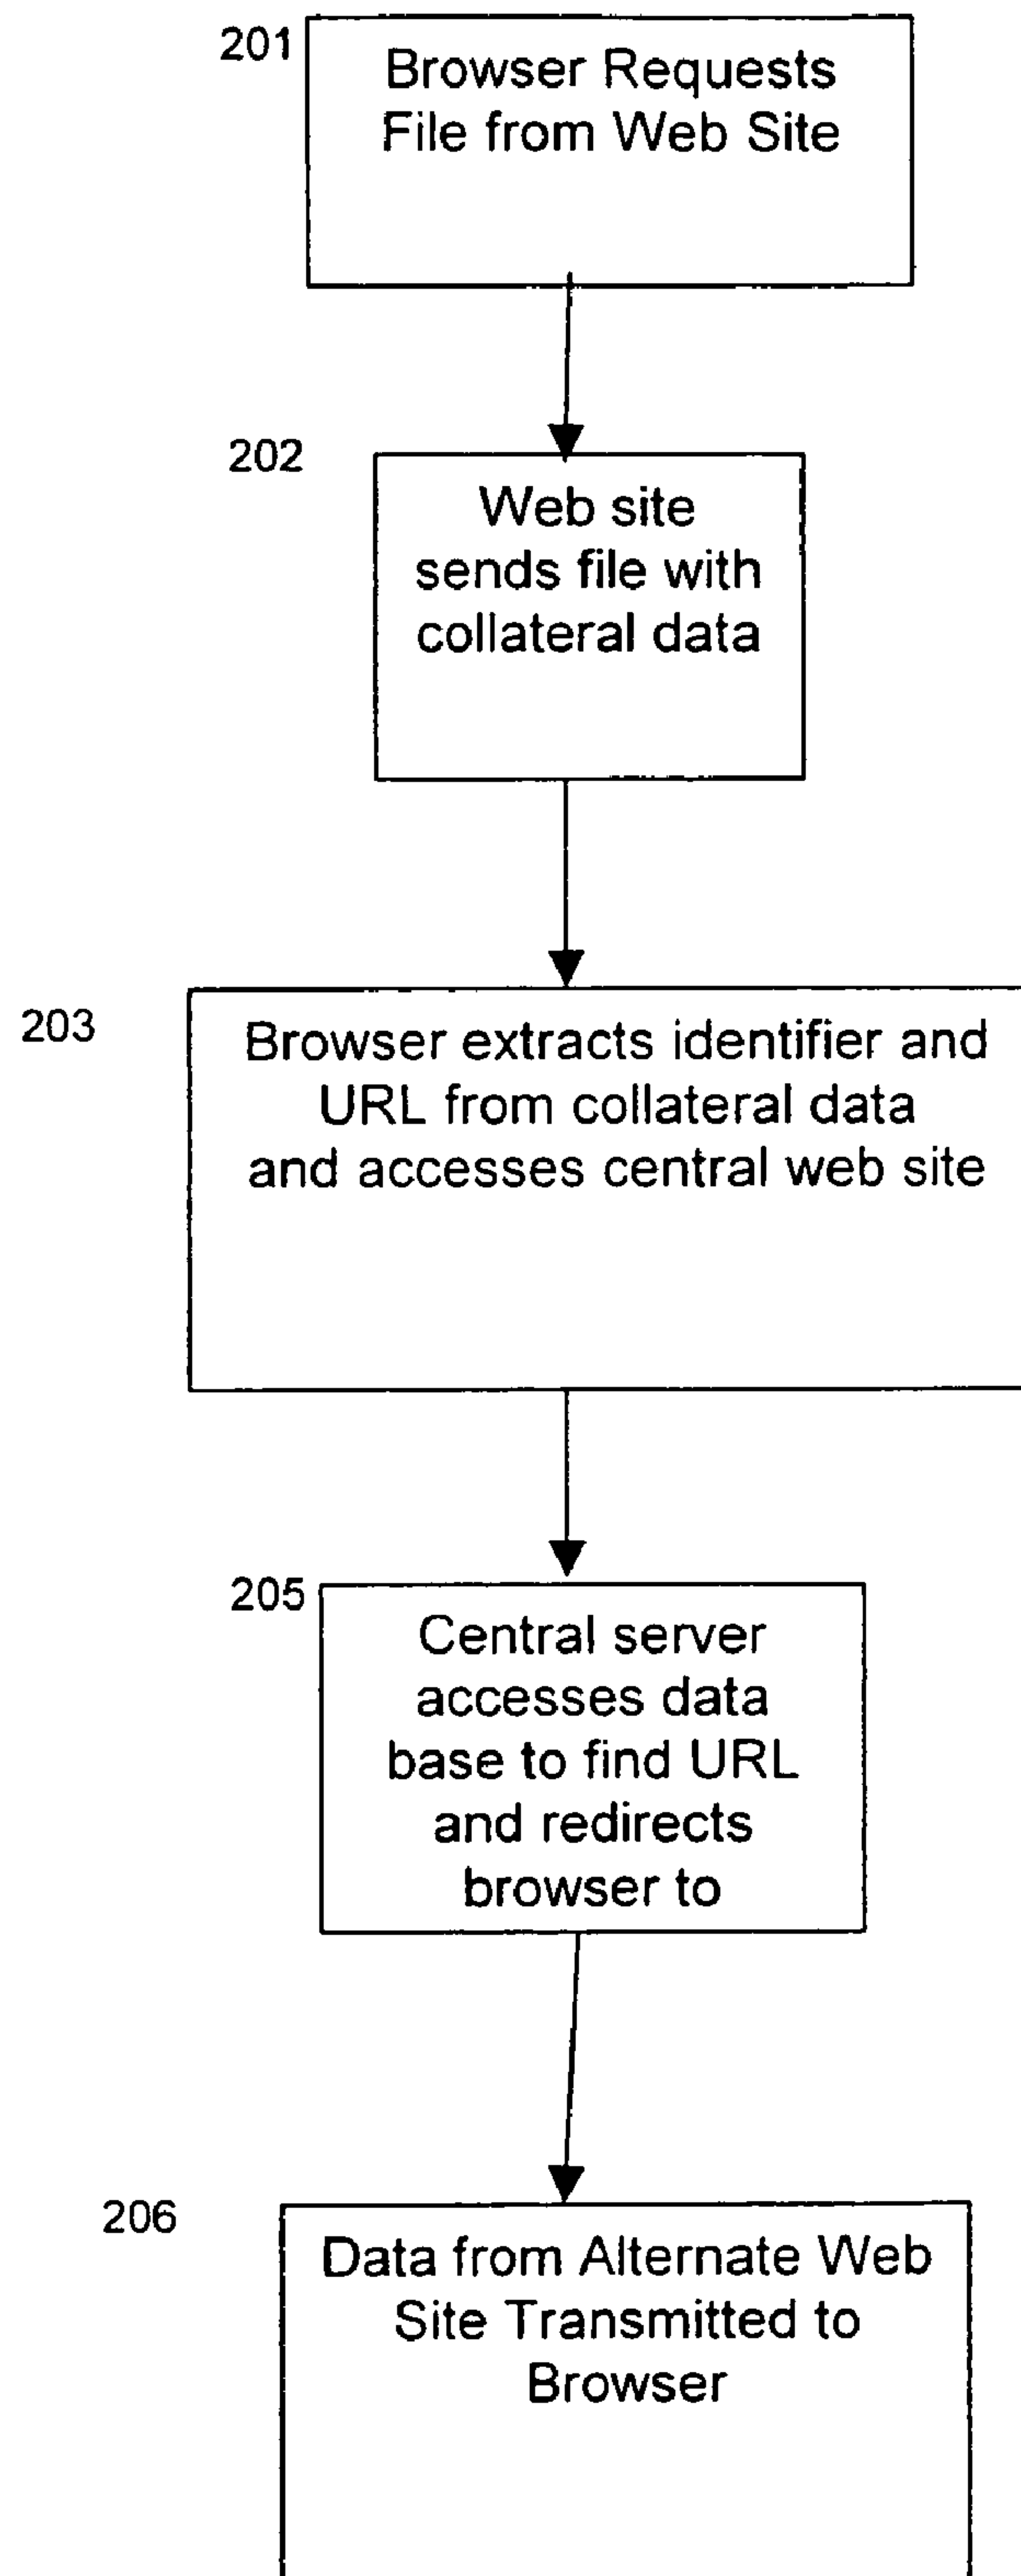 201
Browser Requests
File from Web Site
202
Web site
sends file with
collateral data
203
Browser extracts identifier and
URL from collateral data
and accesses central web site
205
Central server
accesses data
base to find URL
and redirects
browser to
206
Data from Alternate Web
Site Transmitted to
Browser